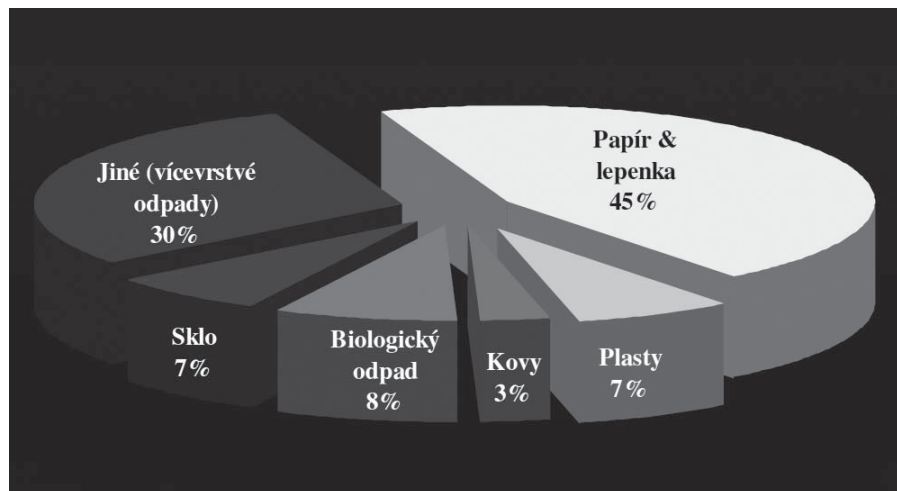 Papír &
lepenka
45%
Jiné (vícevrstvé
odpady)
30%
Sklo
7%
Biologický
odpad
8%
Kovy
3%
Plasty
7%